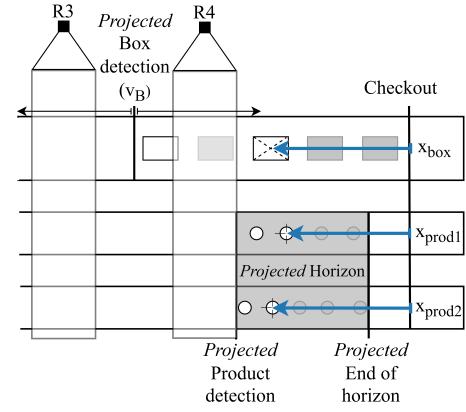 R3
Projected
Box
detection
(vB)
R4
Checkout
xbox
xprod1
Projected Horizon
xprod2
Projected
Product
detection
Projected
End of
horizon